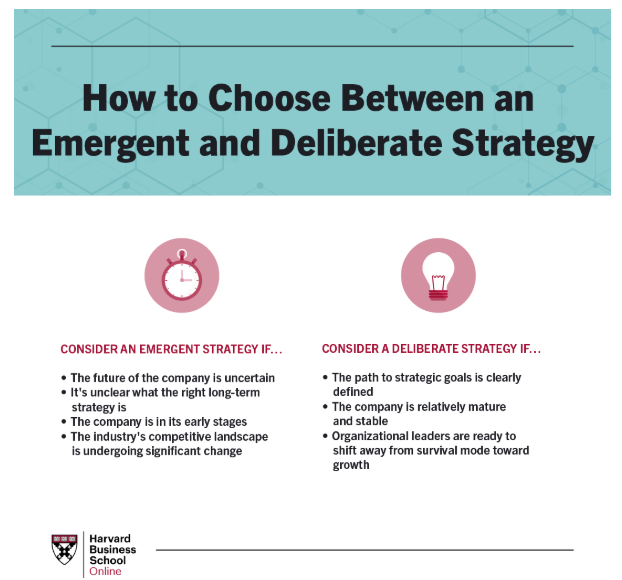 How to Choose Between an
Emergent and Deliberate Strategy
CONSIDER AN EMERGENT STRATEGY IF...
• The future of the company is uncertain
• It's unclear what the right long-term
strategy is
• The company is in its early stages
• The industry's competitive landscape
is undergoing significant change
CONSIDER A DELIBERATE STRATEGY IF...
• The path to strategic goals is clearly
defined
• The company is relatively mature
and stable
• Organizational leaders are ready to
shift away from survival mode toward
growth
Harvard
Business
School
Online